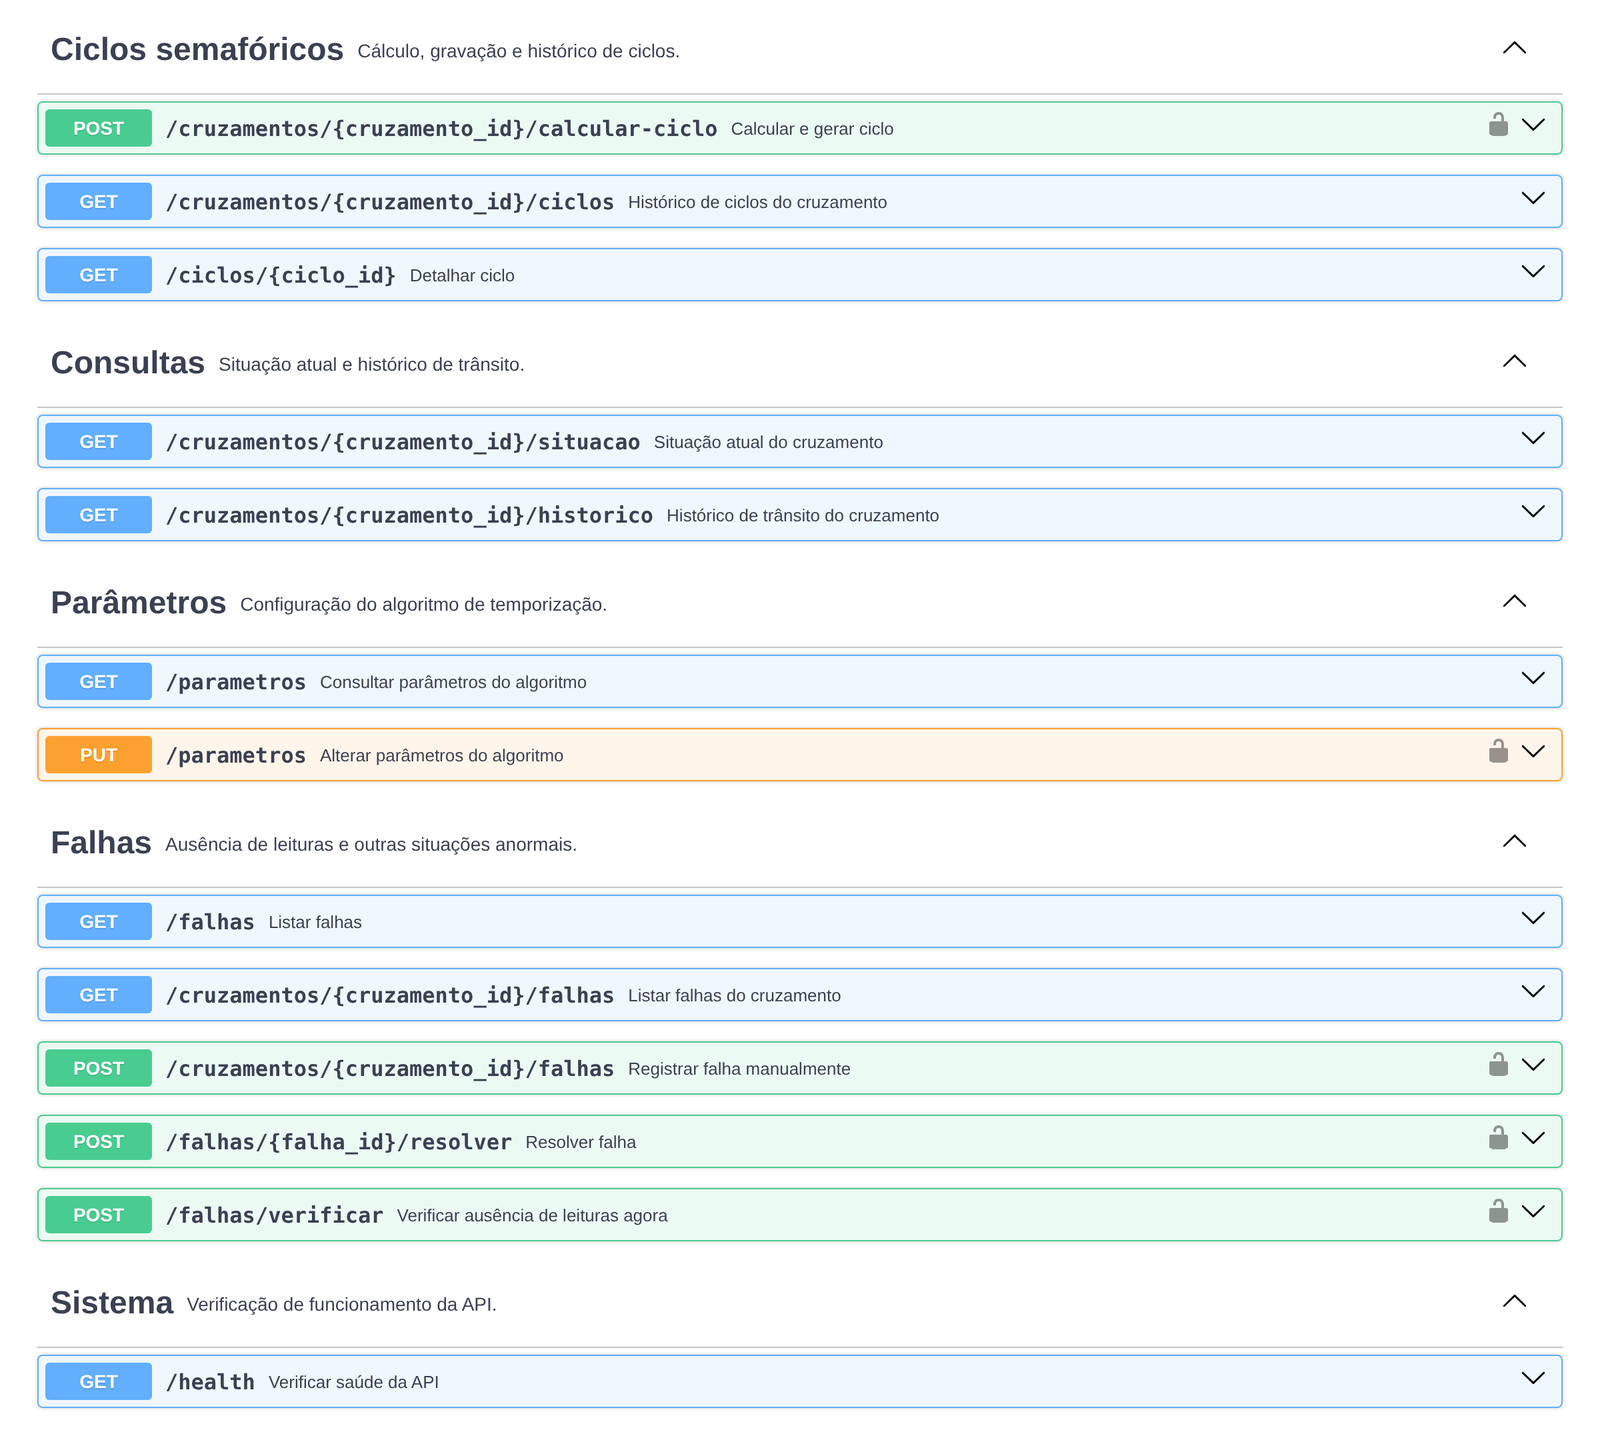 Ciclos semafóricos Cálculo, gravação e histórico de ciclos.
POST /cruzamentos/{cruzamento_id}/calcular-ciclo Calcular e gerar ciclo
GET /cruzamentos/{cruzamento_id}/ciclos Histórico de ciclos do cruzamento
GET /ciclos/{ciclo_id} Detalhar ciclo
Consultas Situação atual e histórico de trânsito.
GET /cruzamentos/{cruzamento_id}/situacao Situação atual do cruzamento
GET /cruzamentos/{cruzamento_id}/historico Histórico de trânsito do cruzamento
Parâmetros Configuração do algoritmo de temporização.
GET /parametros Consultar parâmetros do algoritmo
PUT /parametros Alterar parâmetros do algoritmo
Falhas Ausência de leituras e outras situações anormais.
GET /falhas Listar falhas
GET /cruzamentos/{cruzamento_id}/falhas Listar falhas do cruzamento
POST /cruzamentos/{cruzamento_id}/falhas Registrar falha manualmente
POST /falhas/{falha_id}/resolver Resolver falha
POST /falhas/verificar Verificar ausência de leituras agora
Sistema Verificação de funcionamento da API.
GET /health Verificar saúde da API